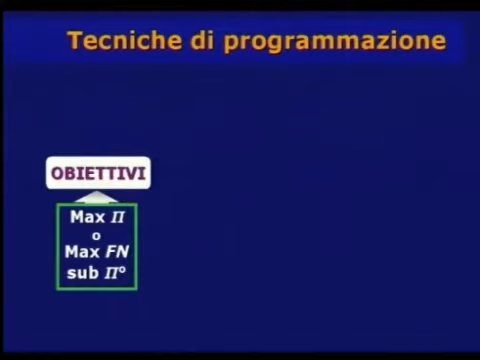 Tecniche di programmazione
OBIETTIVI
Max Π
o
Max FN
sub Π°